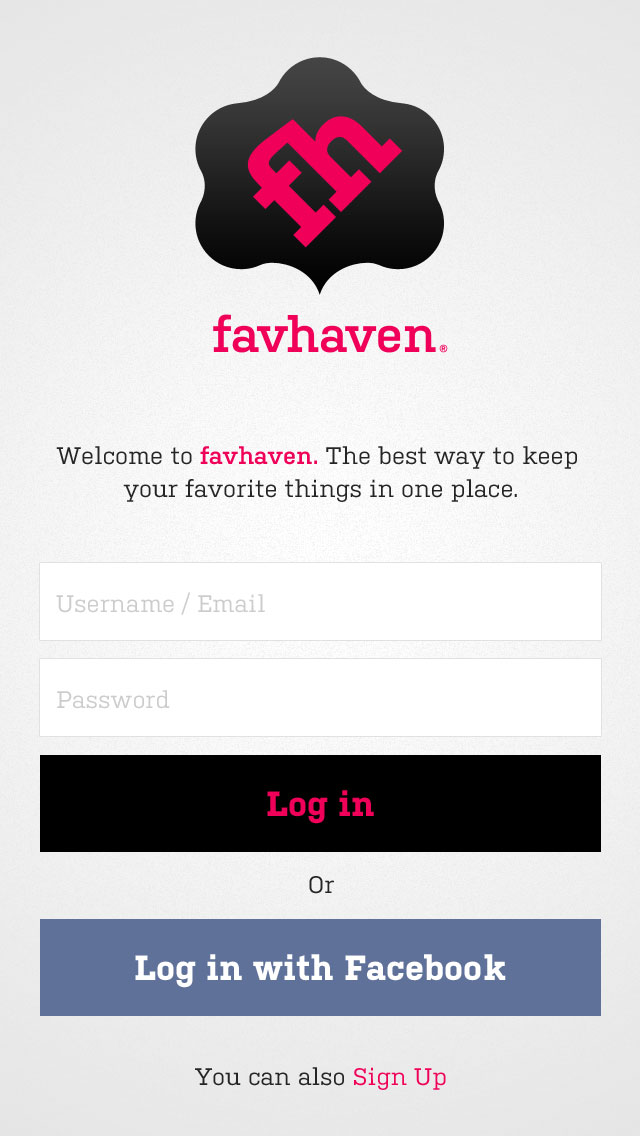 fh
favhaven.®
Welcome to favhaven. The best way to keep
your favorite things in one place.
Username / Email
Password
Log in
Or
Log in with Facebook
You can also Sign Up